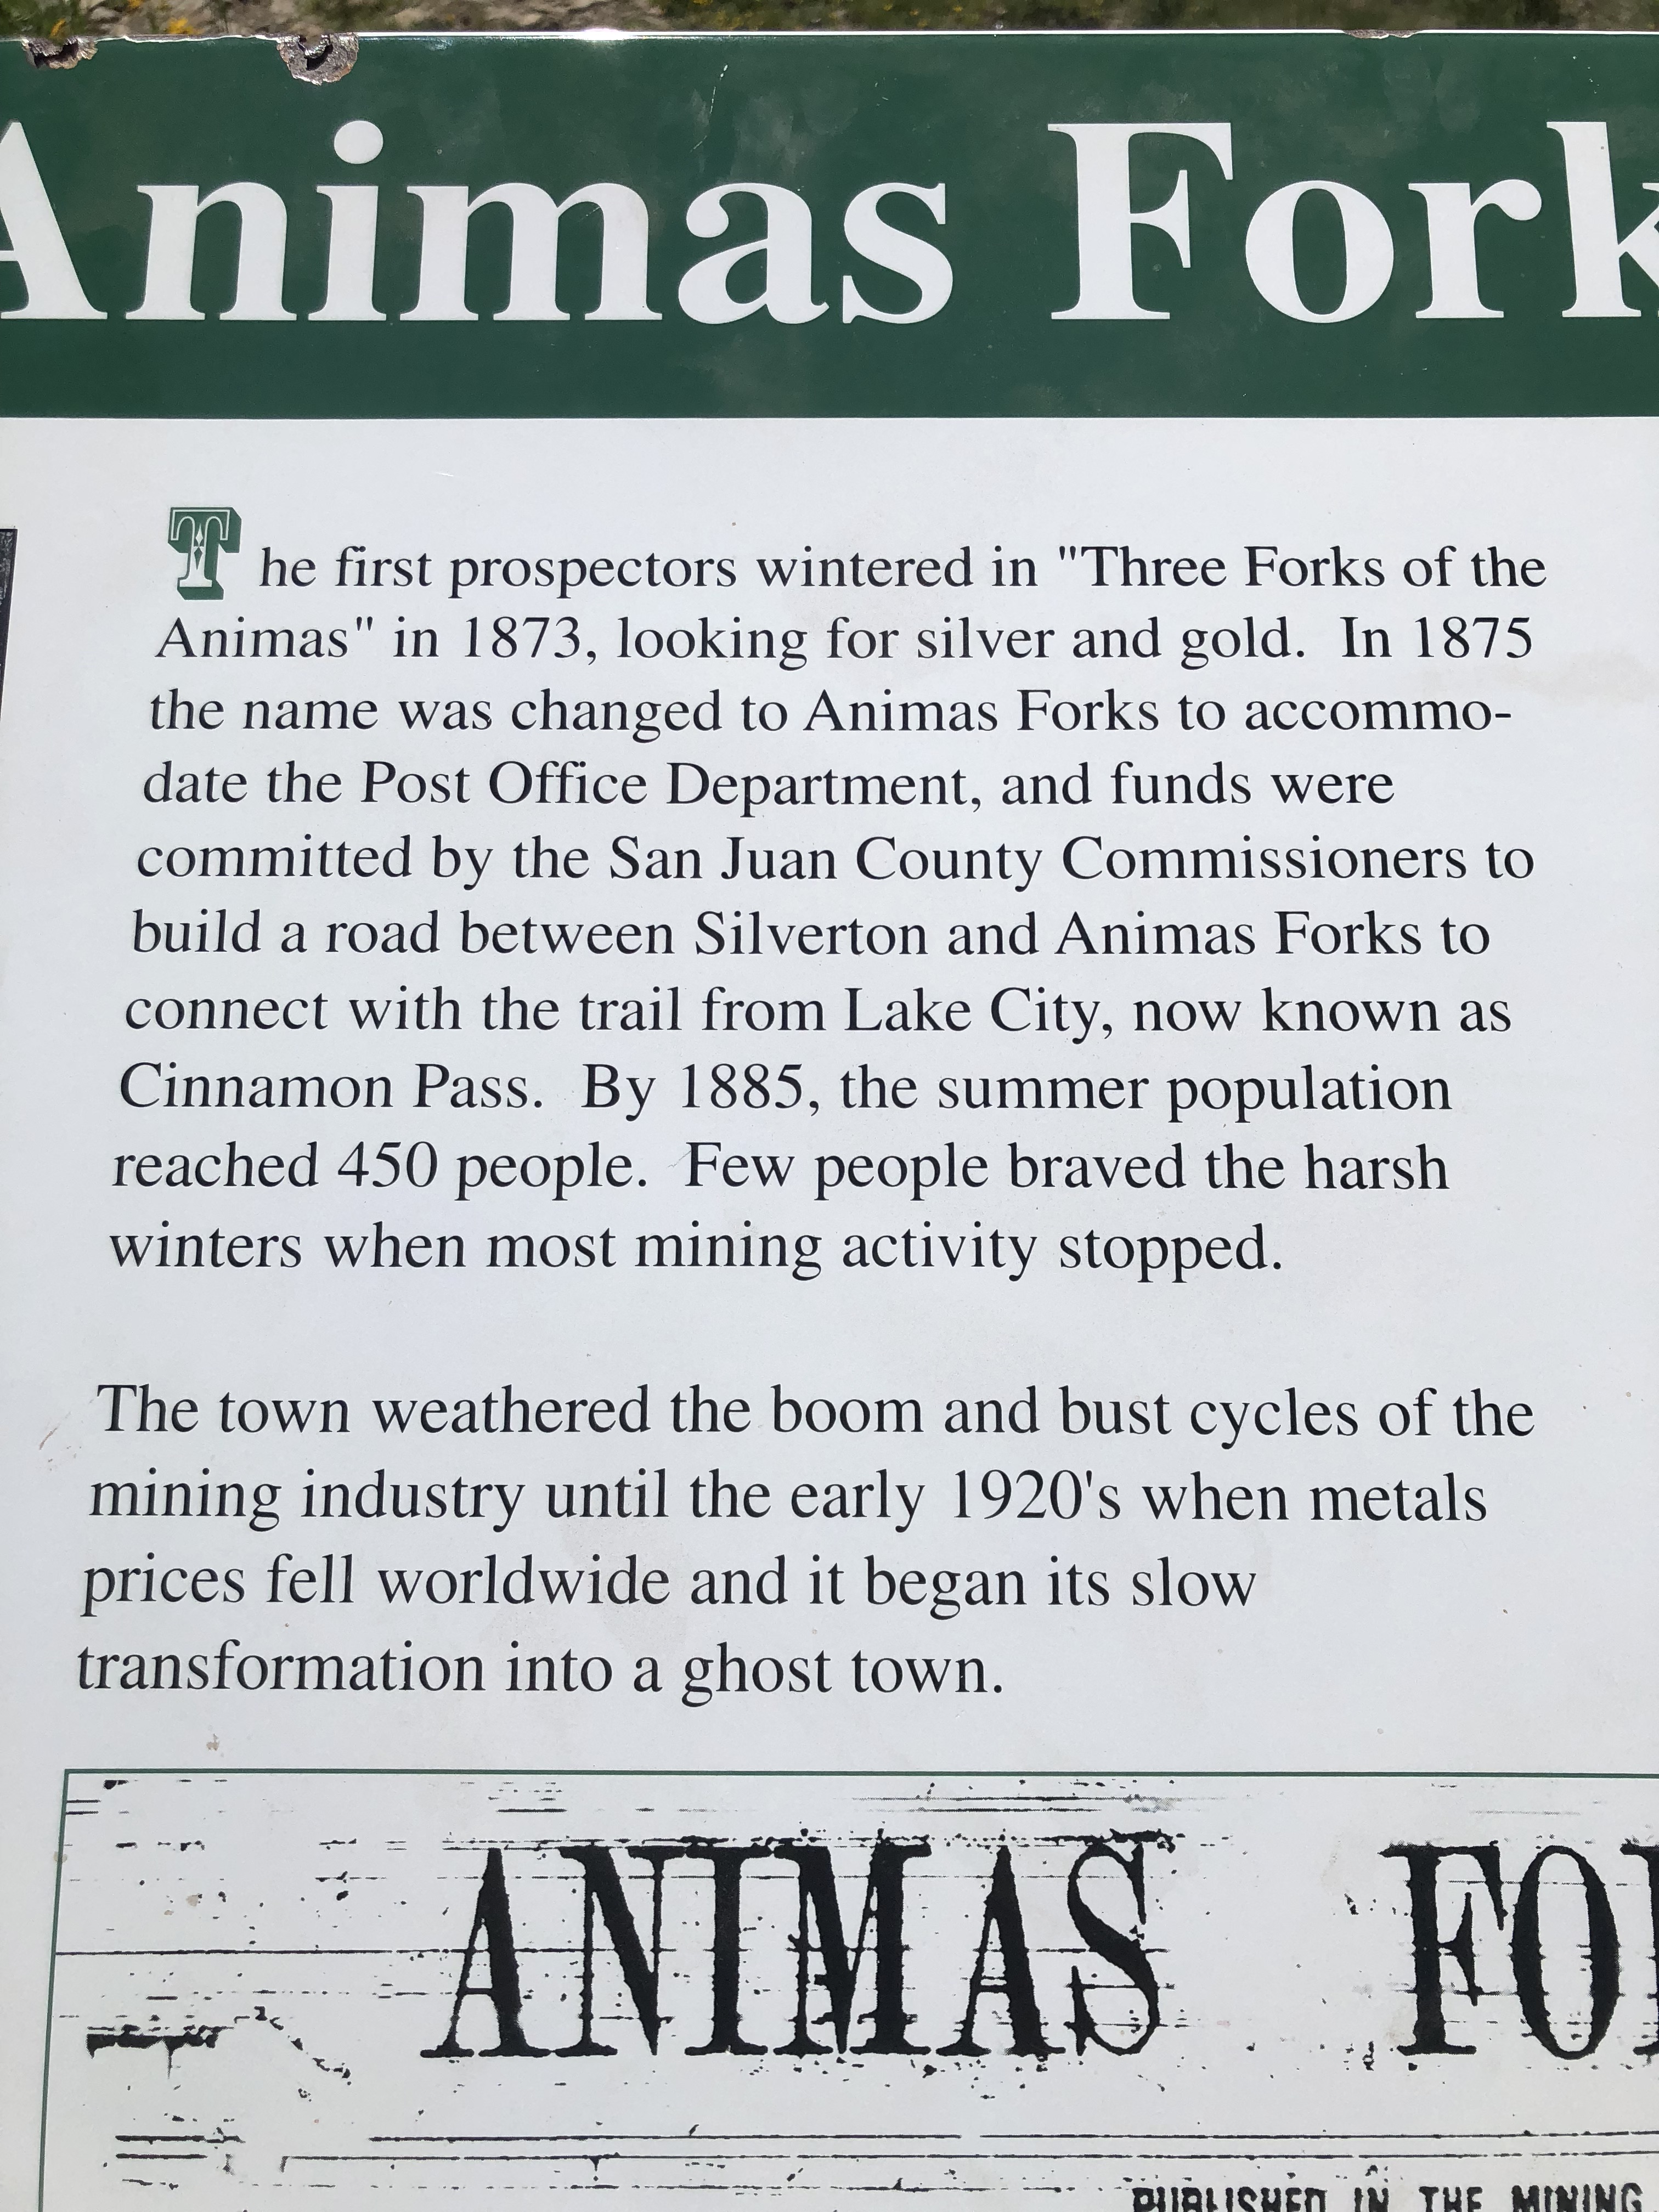 Animas Fork
The first prospectors wintered in "Three Forks of the
Animas" in 1873, looking for silver and gold.  In 1875
the name was changed to Animas Forks to accommo-
date the Post Office Department, and funds were
committed by the San Juan County Commissioners to
build a road between Silverton and Animas Forks to
connect with the trail from Lake City, now known as
Cinnamon Pass.  By 1885, the summer population
reached 450 people.  Few people braved the harsh
winters when most mining activity stopped.
The town weathered the boom and bust cycles of the
mining industry until the early 1920's when metals
prices fell worldwide and it began its slow
transformation into a ghost town.
ANIMAS FO
PUBLISHED IN THE MINING